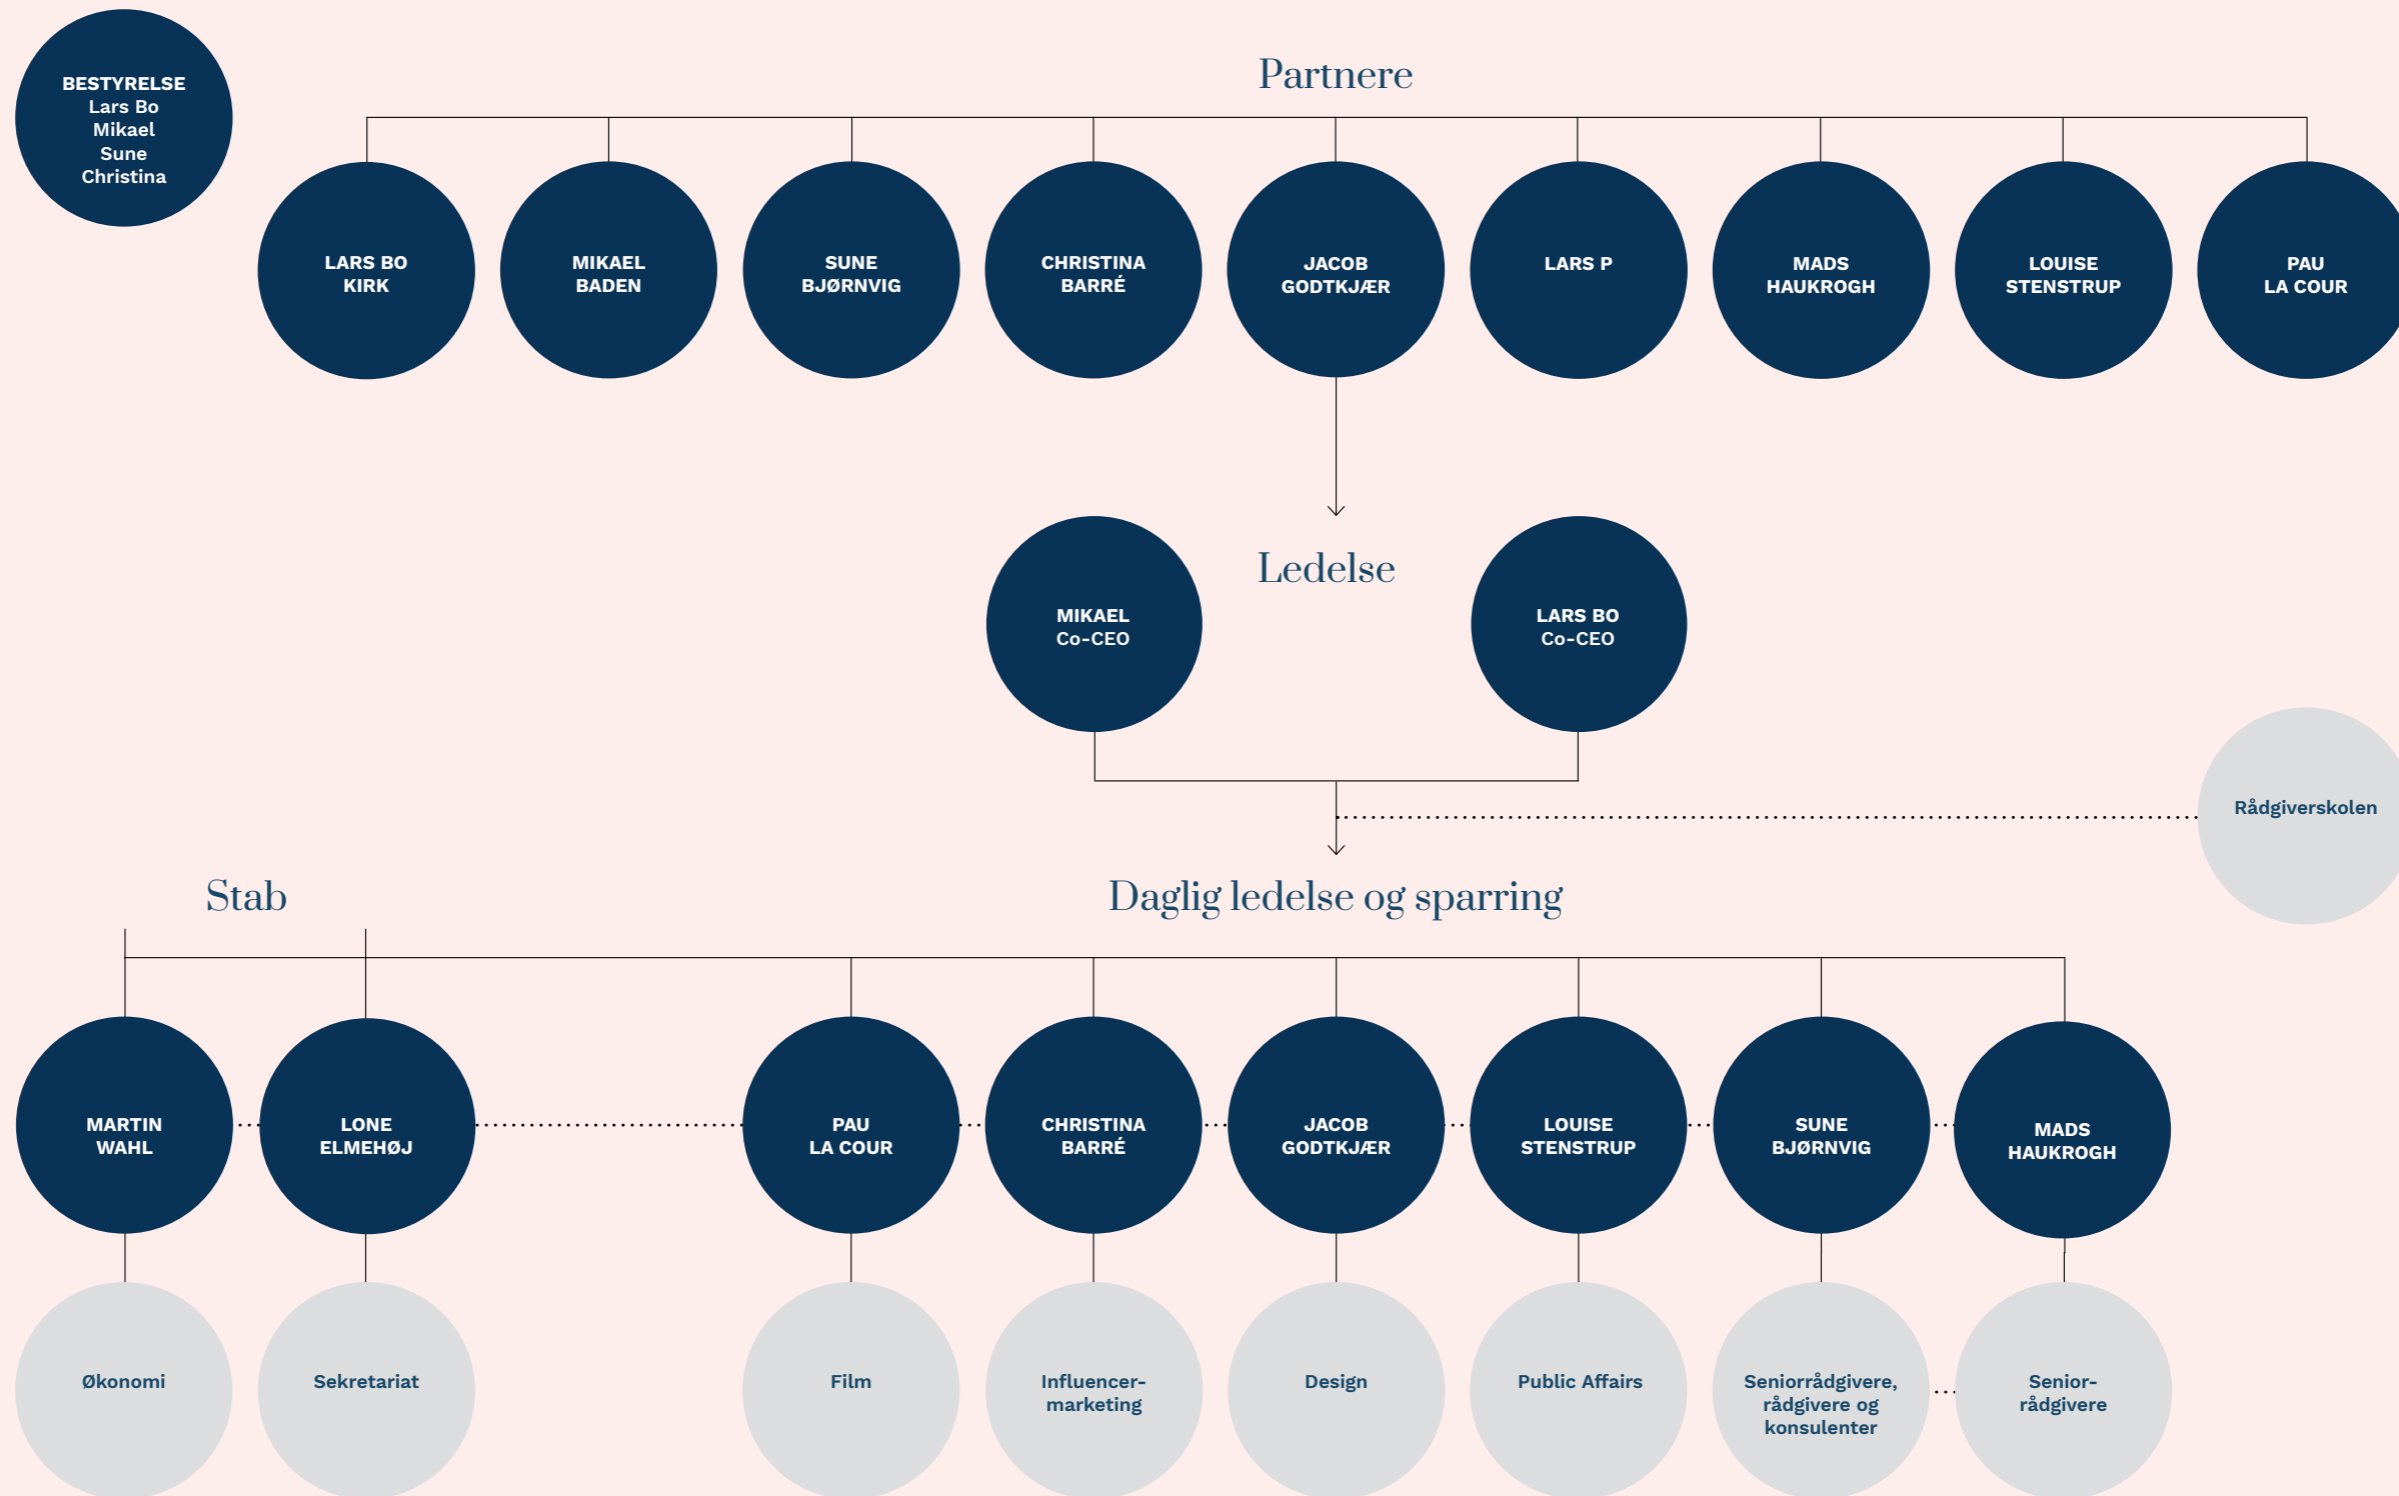 BESTYRELSE
Lars Bo
Mikael
Sune
Christina
Partnere
LARS BO
KIRK
MIKAEL
BADEN
SUNE
BJØRNVIG
CHRISTINA
BARRÉ
JACOB
GODTKJÆR
LARS P
MADS
HAUKROGH
LOUISE
STENSTRUP
PAU
LA COUR
Ledelse
MIKAEL
Co-CEO
LARS BO
Co-CEO
Rådgiverskolen
Stab
Daglig ledelse og sparring
MARTIN
WAHL
LONE
ELMEHØJ
PAU
LA COUR
CHRISTINA
BARRÉ
JACOB
GODTKJÆR
LOUISE
STENSTRUP
SUNE
BJØRNVIG
MADS
HAUKROGH
Økonomi
Sekretariat
Film
Influencer-
marketing
Design
Public Affairs
Seniorrådgivere,
rådgivere og
konsulenter
Senior-
rådgivere